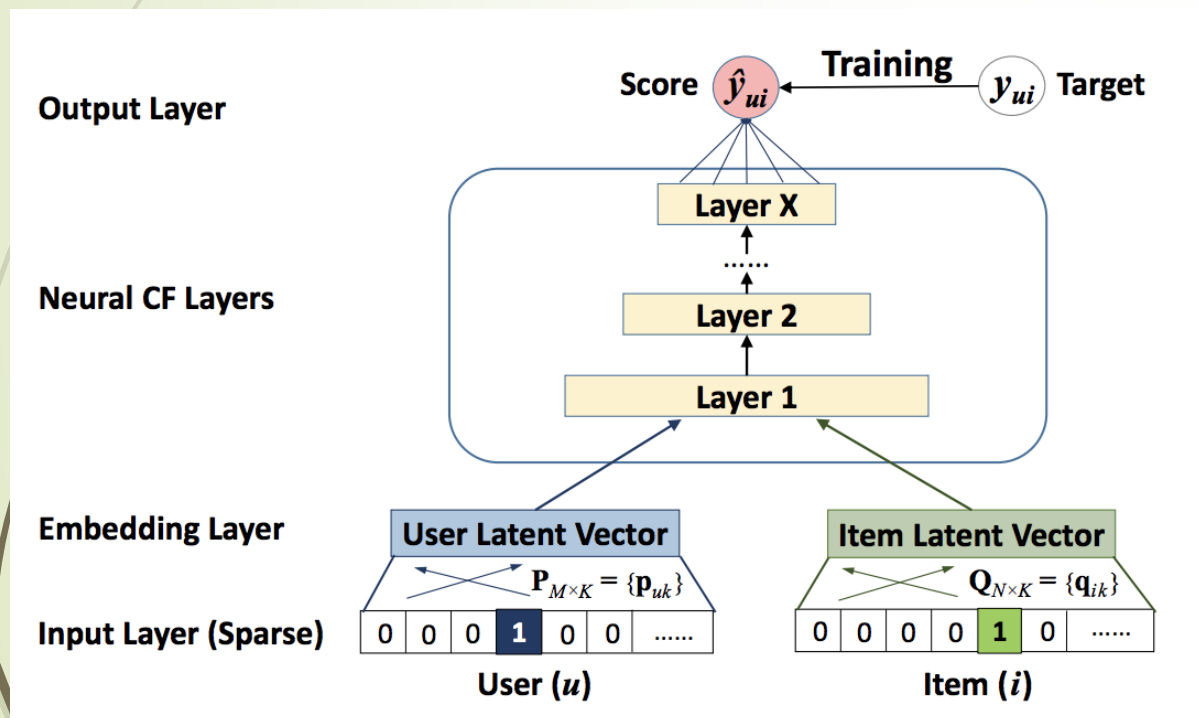 Output Layer
Score ŷui Training yui Target
Neural CF Layers
Layer X
......
Layer 2
Layer 1
Embedding Layer
User Latent Vector
Item Latent Vector
P M×K = {puk}
Q N×K = {qik}
Input Layer (Sparse)
0 0 0 1 0 0 ......
0 0 0 0 1 0 ......
User (u)
Item (i)